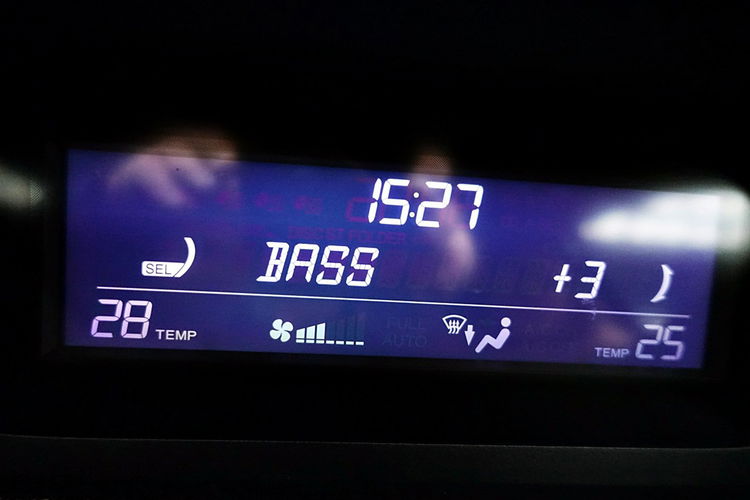 15:27
SEL BASS +3
28 TEMP FULL AUTO TEMP 25